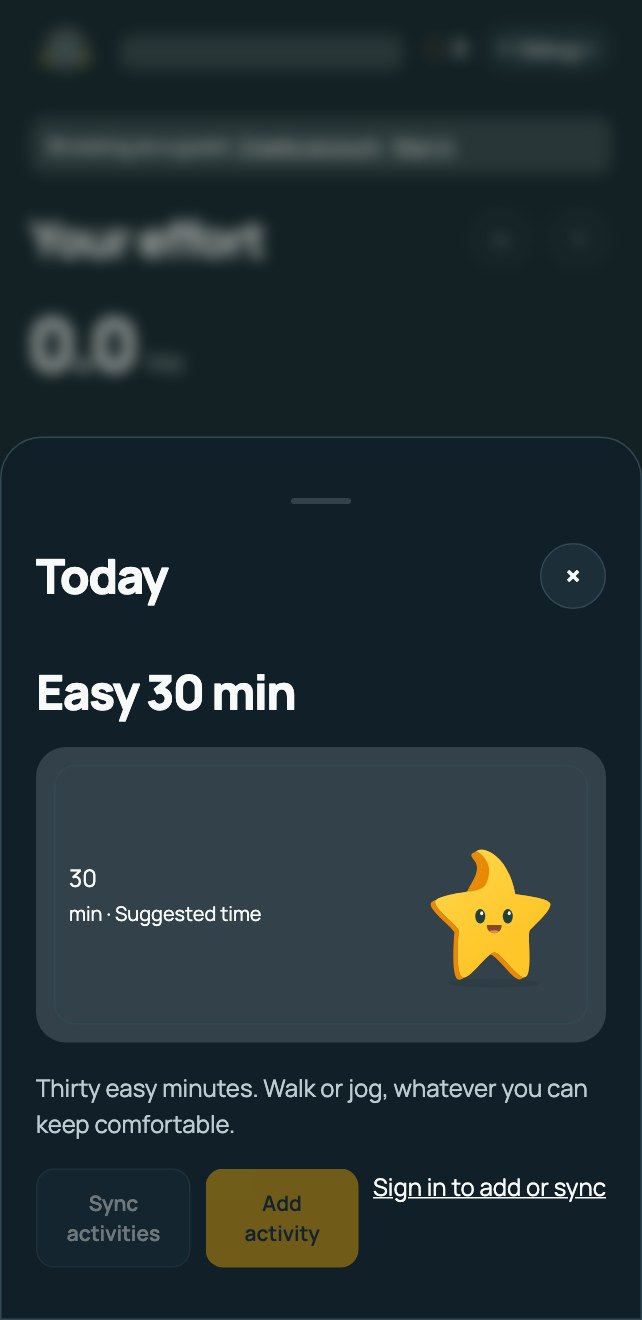 Your effort
0.0
Today
Easy 30 min
30
min · Suggested time
Thirty easy minutes. Walk or jog, whatever you can
keep comfortable.
Sync
activities
Add
activity
Sign in to add or sync